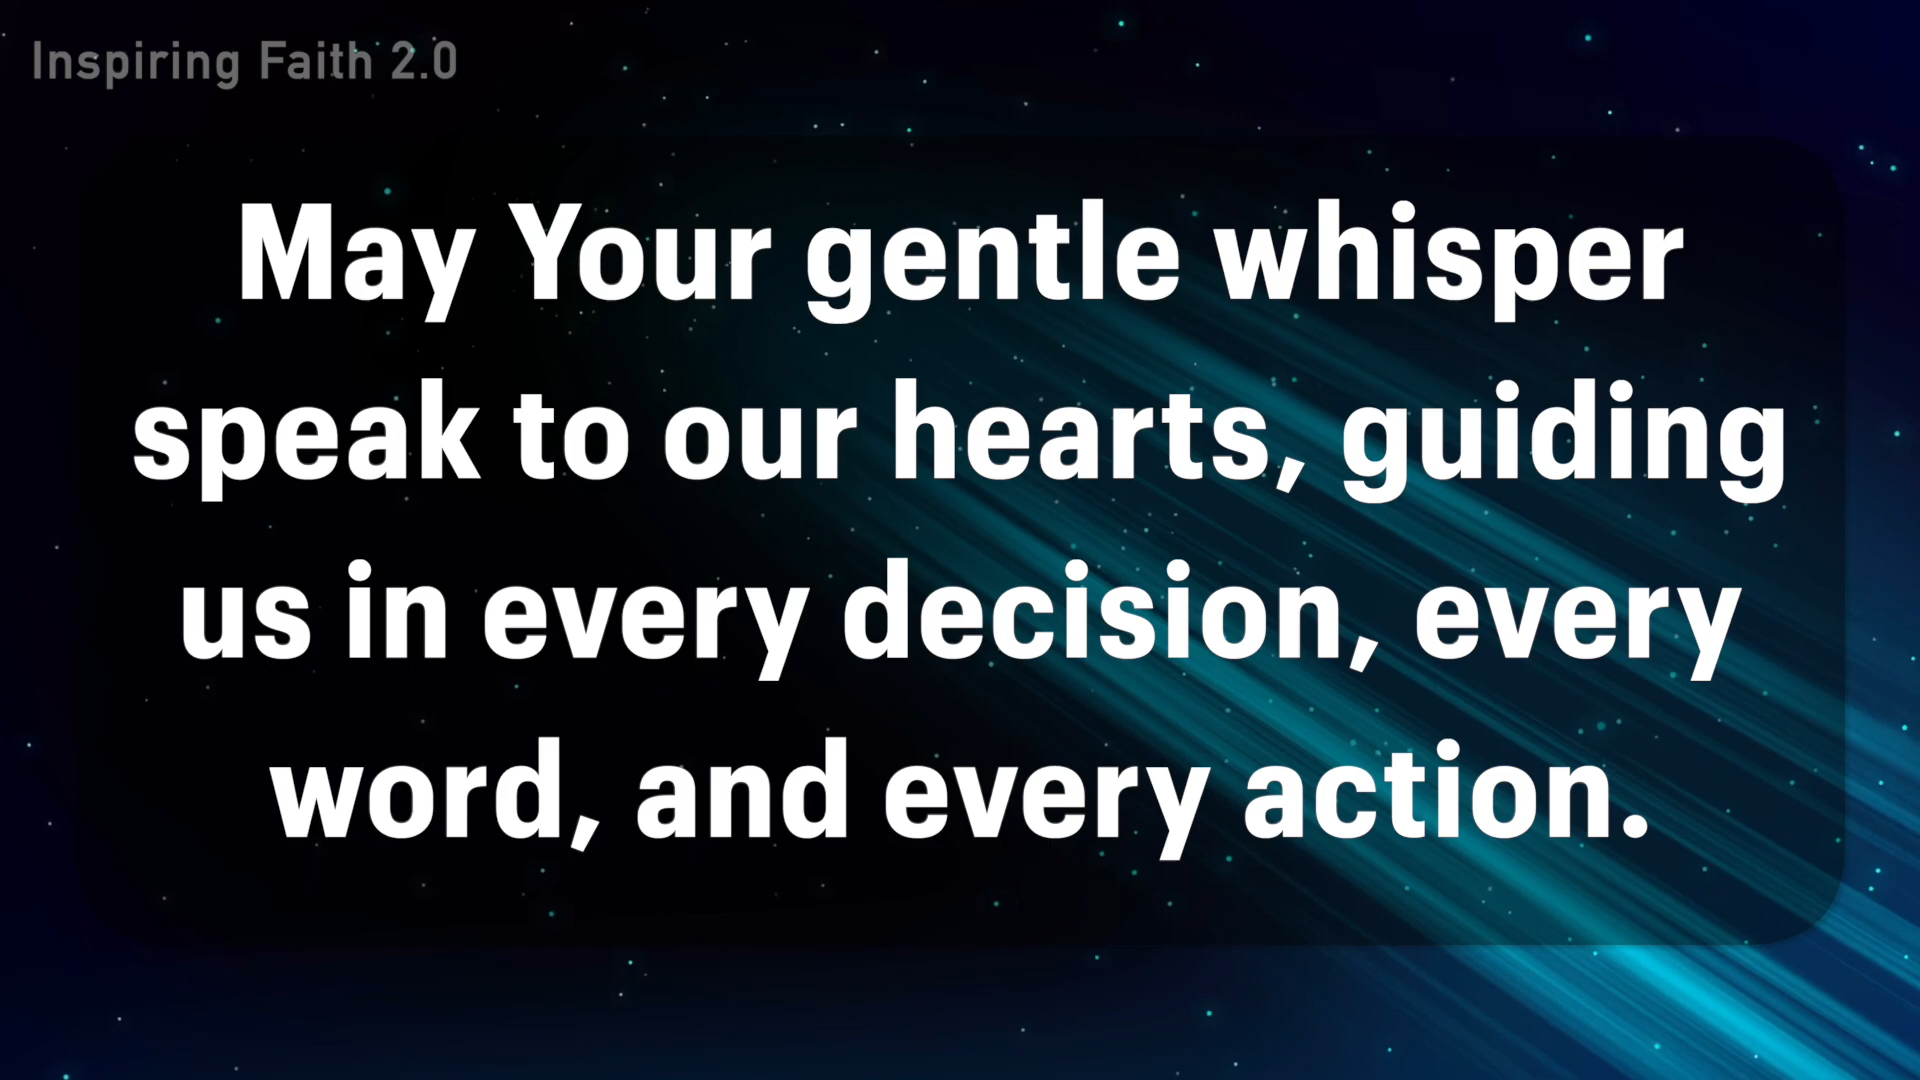 Inspiring Faith 2.0
May Your gentle whisper
speak to our hearts, guiding
us in every decision, every
word, and every action.